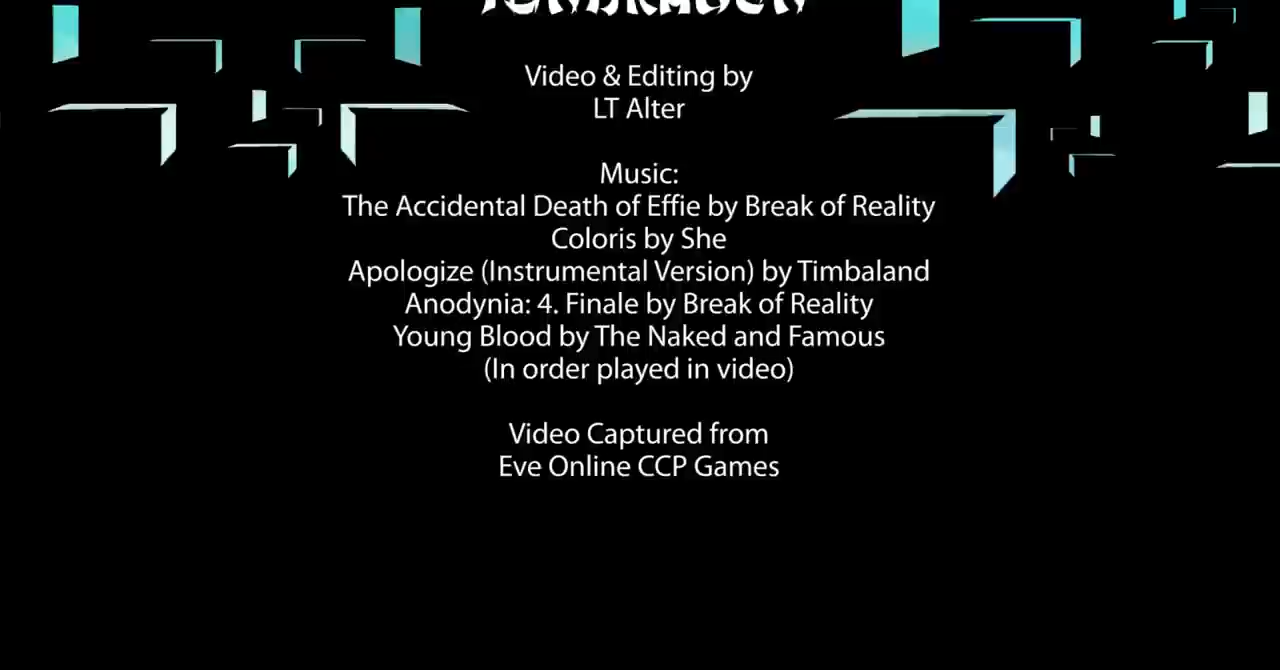 Video & Editing by
LT Alter
Music:
The Accidental Death of Effie by Break of Reality
Coloris by She
Apologize (Instrumental Version) by Timbaland
Anodynia: 4. Finale by Break of Reality
Young Blood by The Naked and Famous
(In order played in video)
Video Captured from
Eve Online CCP Games